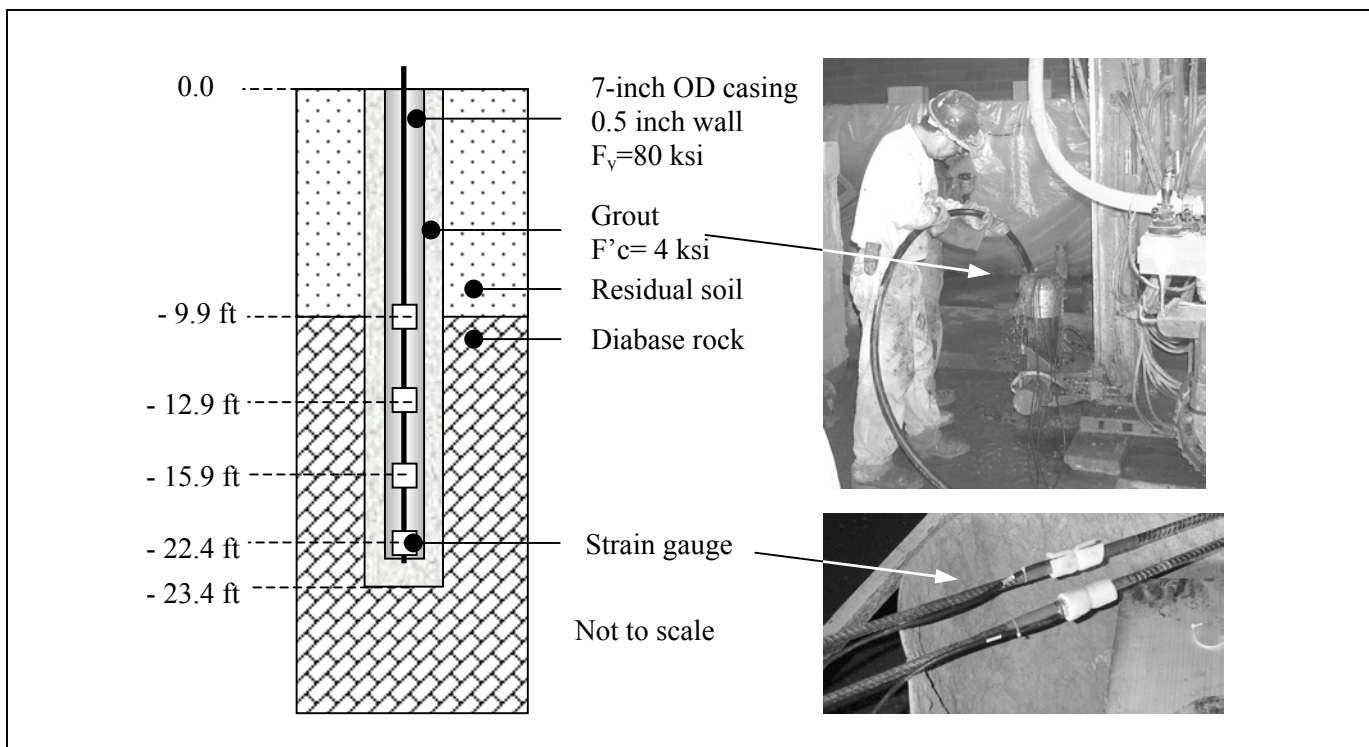 0.0
7-inch OD casing
0.5 inch wall
Fy=80 ksi
Grout
F’c= 4 ksi
Residual soil
- 9.9 ft
Diabase rock
- 12.9 ft
- 15.9 ft
- 22.4 ft
Strain gauge
- 23.4 ft
Not to scale